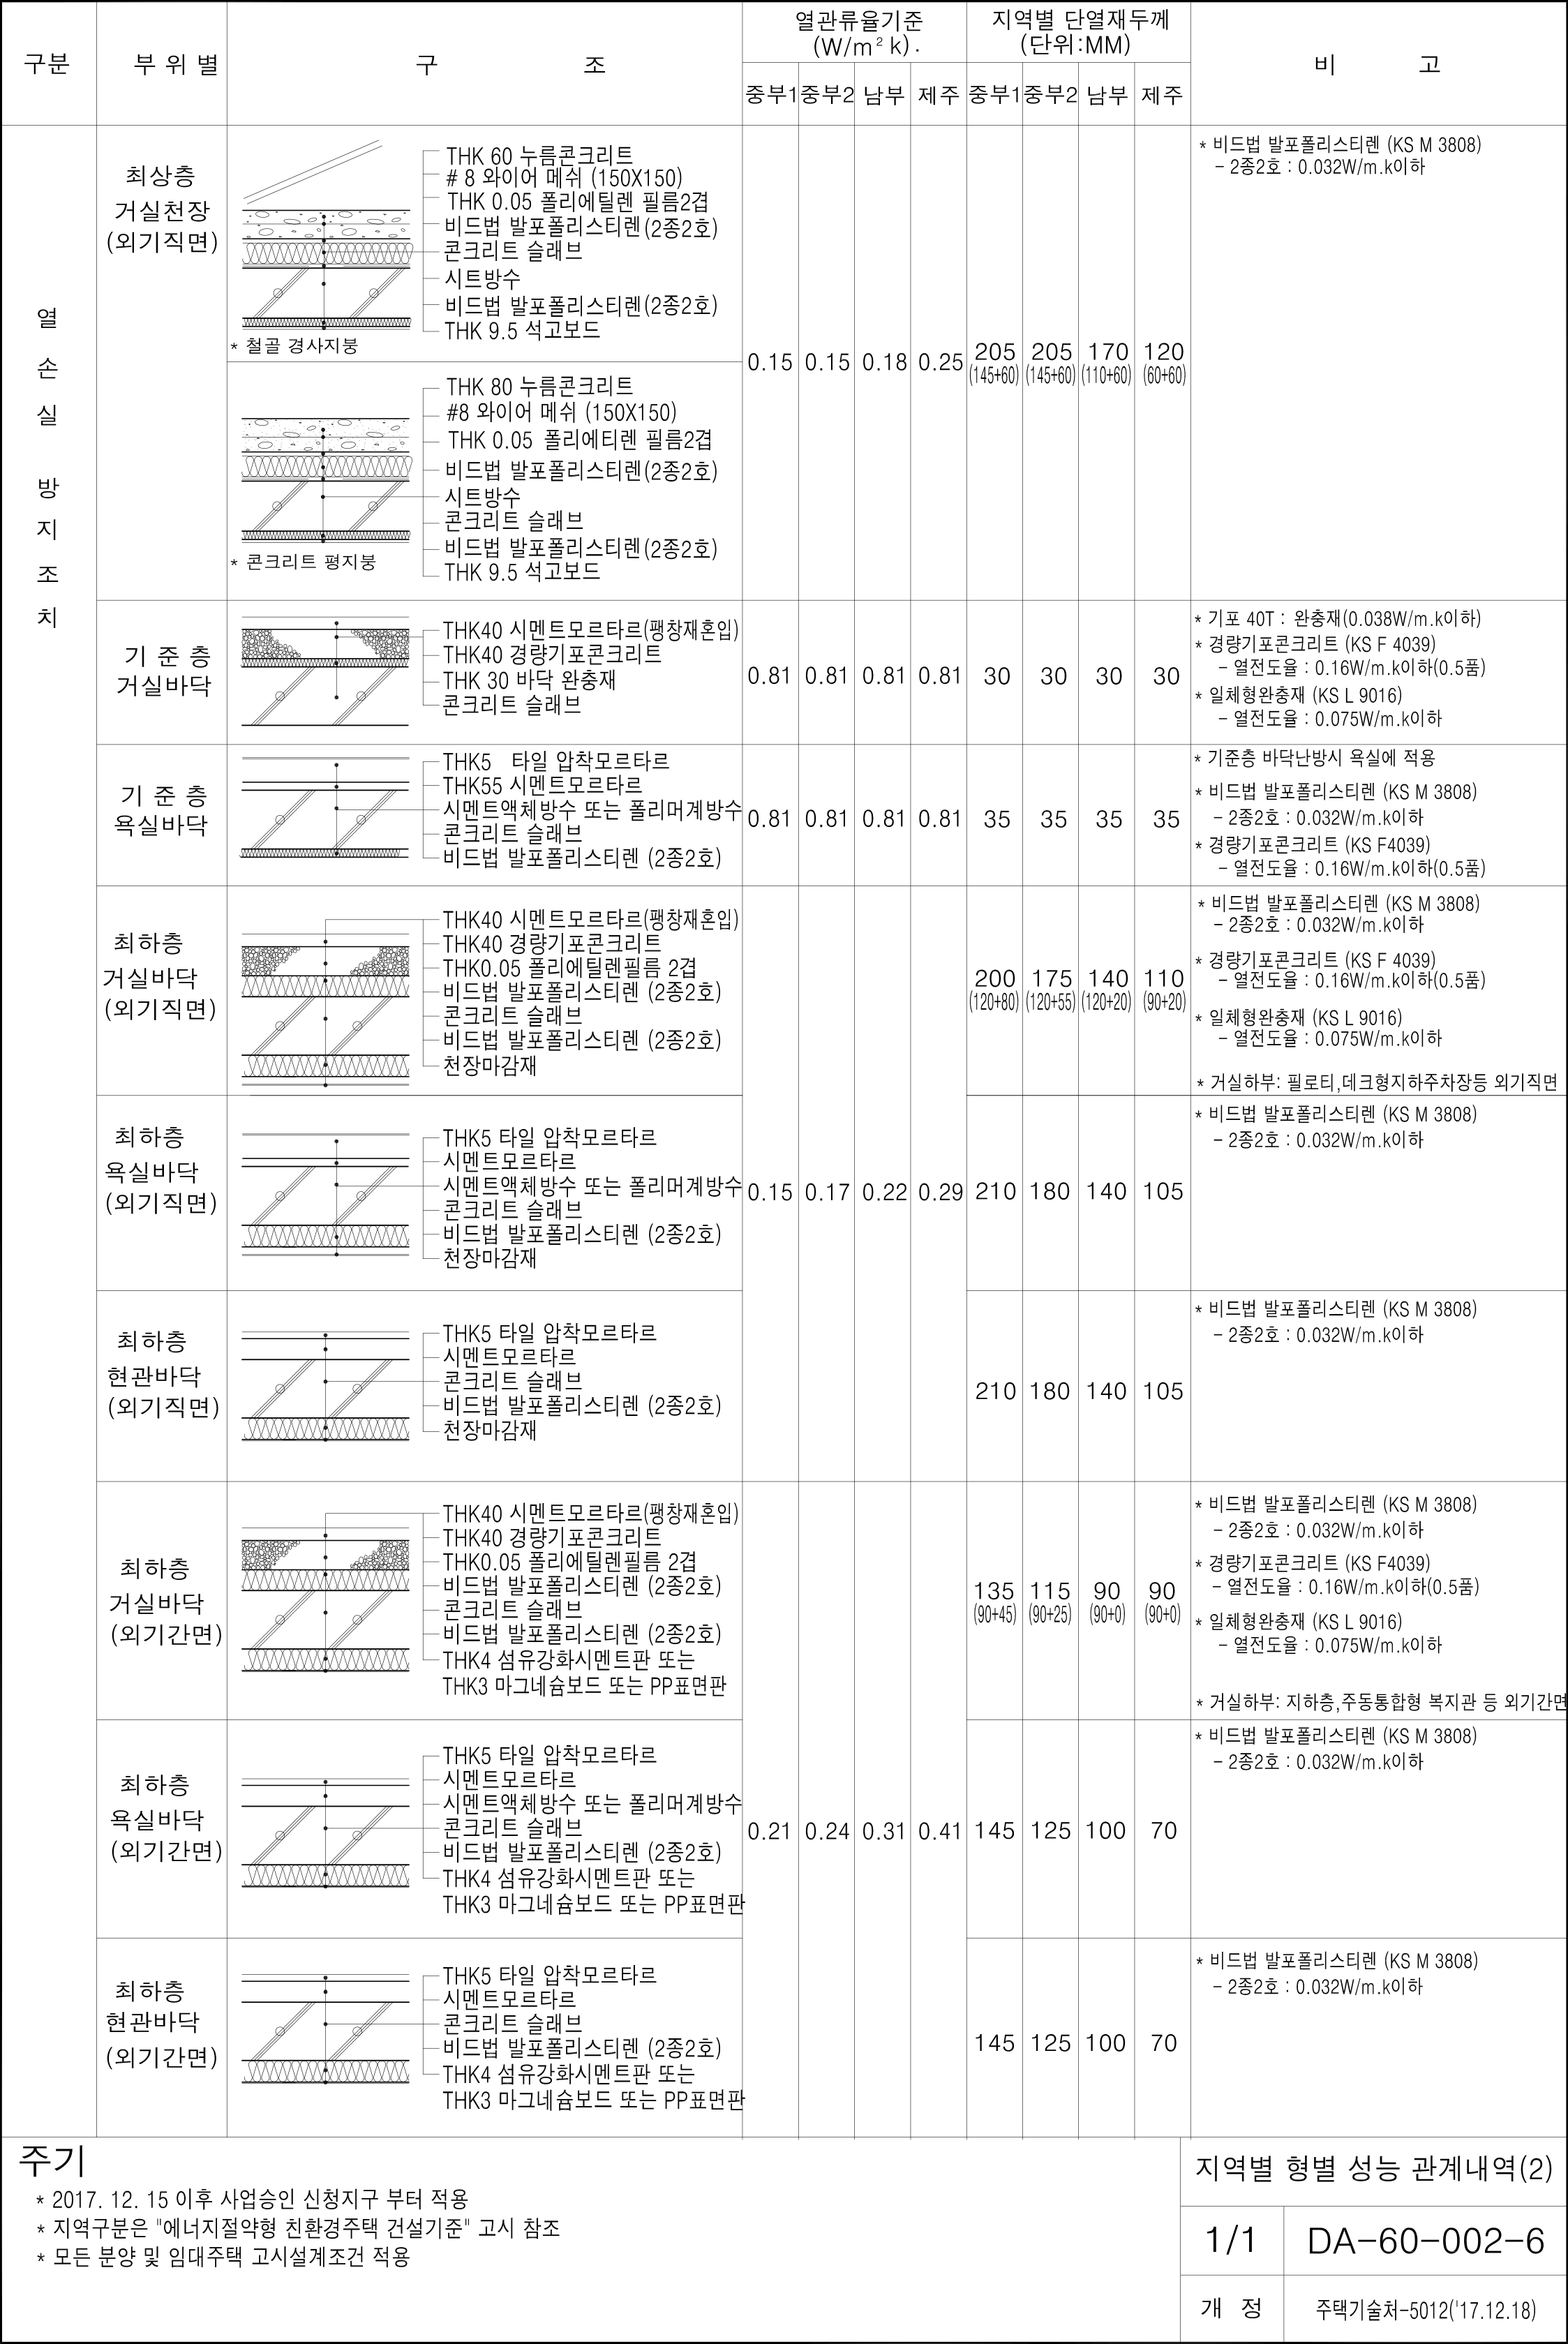 구분
부 위 별
구 조
열관류율기준
(W/m² k).
지역별 단열재두께
(단위:MM)
비 고
중부1 중부2 남부 제주 중부1 중부2 남부 제주
열 손 실 방 지 조 치
최상층
거실천장
(외기직면)
THK 60 누름콘크리트
# 8 와이어 메쉬 (150X150)
THK 0.05 폴리에틸렌 필름2겹
비드법 발포폴리스티렌(2종2호)
콘크리트 슬래브
시트방수
비드법 발포폴리스티렌(2종2호)
THK 9.5 석고보드
* 철골 경사지붕
THK 80 누름콘크리트
#8 와이어 메쉬 (150X150)
THK 0.05 폴리에티렌 필름2겹
비드법 발포폴리스티렌(2종2호)
시트방수
콘크리트 슬래브
비드법 발포폴리스티렌(2종2호)
THK 9.5 석고보드
* 콘크리트 평지붕
0.15 0.15 0.18 0.25 205 205 170 120
(145+60) (145+60) (110+60) (60+60)
* 비드법 발포폴리스티렌 (KS M 3808)
- 2종2호 : 0.032W/m.k이하
기 준 층
거실바닥
THK40 시멘트모르타르(팽창재혼입)
THK40 경량기포콘크리트
THK 30 바닥 완충재
콘크리트 슬래브
0.81 0.81 0.81 0.81 30 30 30 30
* 기포 40T : 완충재(0.038W/m.k이하)
* 경량기포콘크리트 (KS F 4039)
- 열전도율 : 0.16W/m.k이하(0.5품)
* 일체형완충재 (KS L 9016)
- 열전도율 : 0.075W/m.k이하
기 준 층
욕실바닥
THK5 타일 압착모르타르
THK55 시멘트모르타르
시멘트액체방수 또는 폴리머계방수
콘크리트 슬래브
비드법 발포폴리스티렌 (2종2호)
0.81 0.81 0.81 0.81 35 35 35 35
* 기준층 바닥난방시 욕실에 적용
* 비드법 발포폴리스티렌 (KS M 3808)
- 2종2호 : 0.032W/m.k이하
* 경량기포콘크리트 (KS F4039)
- 열전도율 : 0.16W/m.k이하(0.5품)
최하층
거실바닥
(외기직면)
THK40 시멘트모르타르(팽창재혼입)
THK40 경량기포콘크리트
THK0.05 폴리에틸렌필름 2겹
비드법 발포폴리스티렌 (2종2호)
콘크리트 슬래브
비드법 발포폴리스티렌 (2종2호)
천장마감재
200 175 140 110
(120+80) (120+55) (120+20) (90+20)
* 비드법 발포폴리스티렌 (KS M 3808)
- 2종2호 : 0.032W/m.k이하
* 경량기포콘크리트 (KS F 4039)
- 열전도율 : 0.16W/m.k이하(0.5품)
* 일체형완충재 (KS L 9016)
- 열전도율 : 0.075W/m.k이하
* 거실하부: 필로티,데크형지하주차장등 외기직면
최하층
욕실바닥
(외기직면)
THK5 타일 압착모르타르
시멘트모르타르
시멘트액체방수 또는 폴리머계방수
콘크리트 슬래브
비드법 발포폴리스티렌 (2종2호)
천장마감재
0.15 0.17 0.22 0.29 210 180 140 105
* 비드법 발포폴리스티렌 (KS M 3808)
- 2종2호 : 0.032W/m.k이하
최하층
현관바닥
(외기직면)
THK5 타일 압착모르타르
시멘트모르타르
콘크리트 슬래브
비드법 발포폴리스티렌 (2종2호)
천장마감재
210 180 140 105
* 비드법 발포폴리스티렌 (KS M 3808)
- 2종2호 : 0.032W/m.k이하
최하층
거실바닥
(외기간면)
THK40 시멘트모르타르(팽창재혼입)
THK40 경량기포콘크리트
THK0.05 폴리에틸렌필름 2겹
비드법 발포폴리스티렌 (2종2호)
콘크리트 슬래브
비드법 발포폴리스티렌 (2종2호)
THK4 섬유강화시멘트판 또는
THK3 마그네슘보드 또는 PP표면판
135 115 90 90
(90+45) (90+25) (90+0) (90+0)
* 비드법 발포폴리스티렌 (KS M 3808)
- 2종2호 : 0.032W/m.k이하
* 경량기포콘크리트 (KS F4039)
- 열전도율 : 0.16W/m.k이하(0.5품)
* 일체형완충재 (KS L 9016)
- 열전도율 : 0.075W/m.k이하
* 거실하부: 지하층,주동통합형 복지관 등 외기간면
최하층
욕실바닥
(외기간면)
THK5 타일 압착모르타르
시멘트모르타르
시멘트액체방수 또는 폴리머계방수
콘크리트 슬래브
비드법 발포폴리스티렌 (2종2호)
THK4 섬유강화시멘트판 또는
THK3 마그네슘보드 또는 PP표면판
0.21 0.24 0.31 0.41 145 125 100 70
* 비드법 발포폴리스티렌 (KS M 3808)
- 2종2호 : 0.032W/m.k이하
최하층
현관바닥
(외기간면)
THK5 타일 압착모르타르
시멘트모르타르
콘크리트 슬래브
비드법 발포폴리스티렌 (2종2호)
THK4 섬유강화시멘트판 또는
THK3 마그네슘보드 또는 PP표면판
145 125 100 70
* 비드법 발포폴리스티렌 (KS M 3808)
- 2종2호 : 0.032W/m.k이하
주기
* 2017. 12. 15 이후 사업승인 신청지구 부터 적용
* 지역구분은 "에너지절약형 친환경주택 건설기준" 고시 참조
* 모든 분양 및 임대주택 고시설계조건 적용
지역별 형별 성능 관계내역(2)
1/1 DA-60-002-6
개 정 주택기술처-5012('17.12.18)